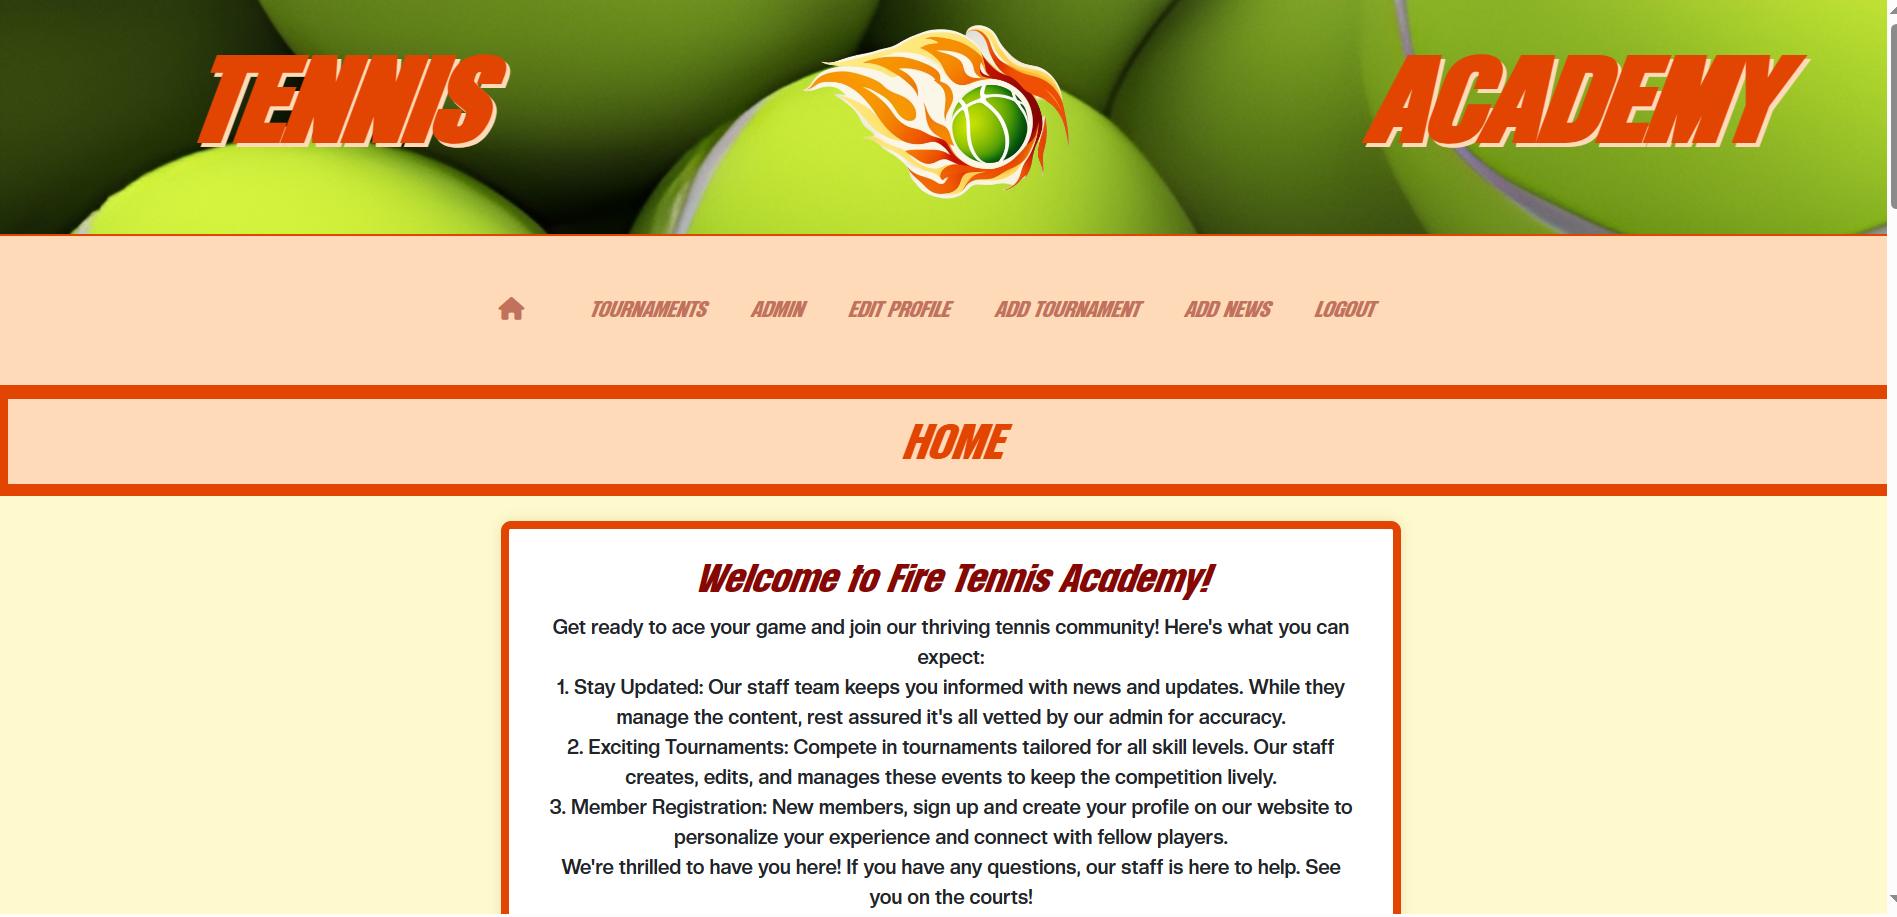 TENNIS ACADEMY
TOURNAMENTS ADMIN EDIT PROFILE ADD TOURNAMENT ADD NEWS LOGOUT
HOME
Welcome to Fire Tennis Academy!
Get ready to ace your game and join our thriving tennis community! Here's what you can
expect:
1. Stay Updated: Our staff team keeps you informed with news and updates. While they
manage the content, rest assured it's all vetted by our admin for accuracy.
2. Exciting Tournaments: Compete in tournaments tailored for all skill levels. Our staff
creates, edits, and manages these events to keep the competition lively.
3. Member Registration: New members, sign up and create your profile on our website to
personalize your experience and connect with fellow players.
We're thrilled to have you here! If you have any questions, our staff is here to help. See
you on the courts!